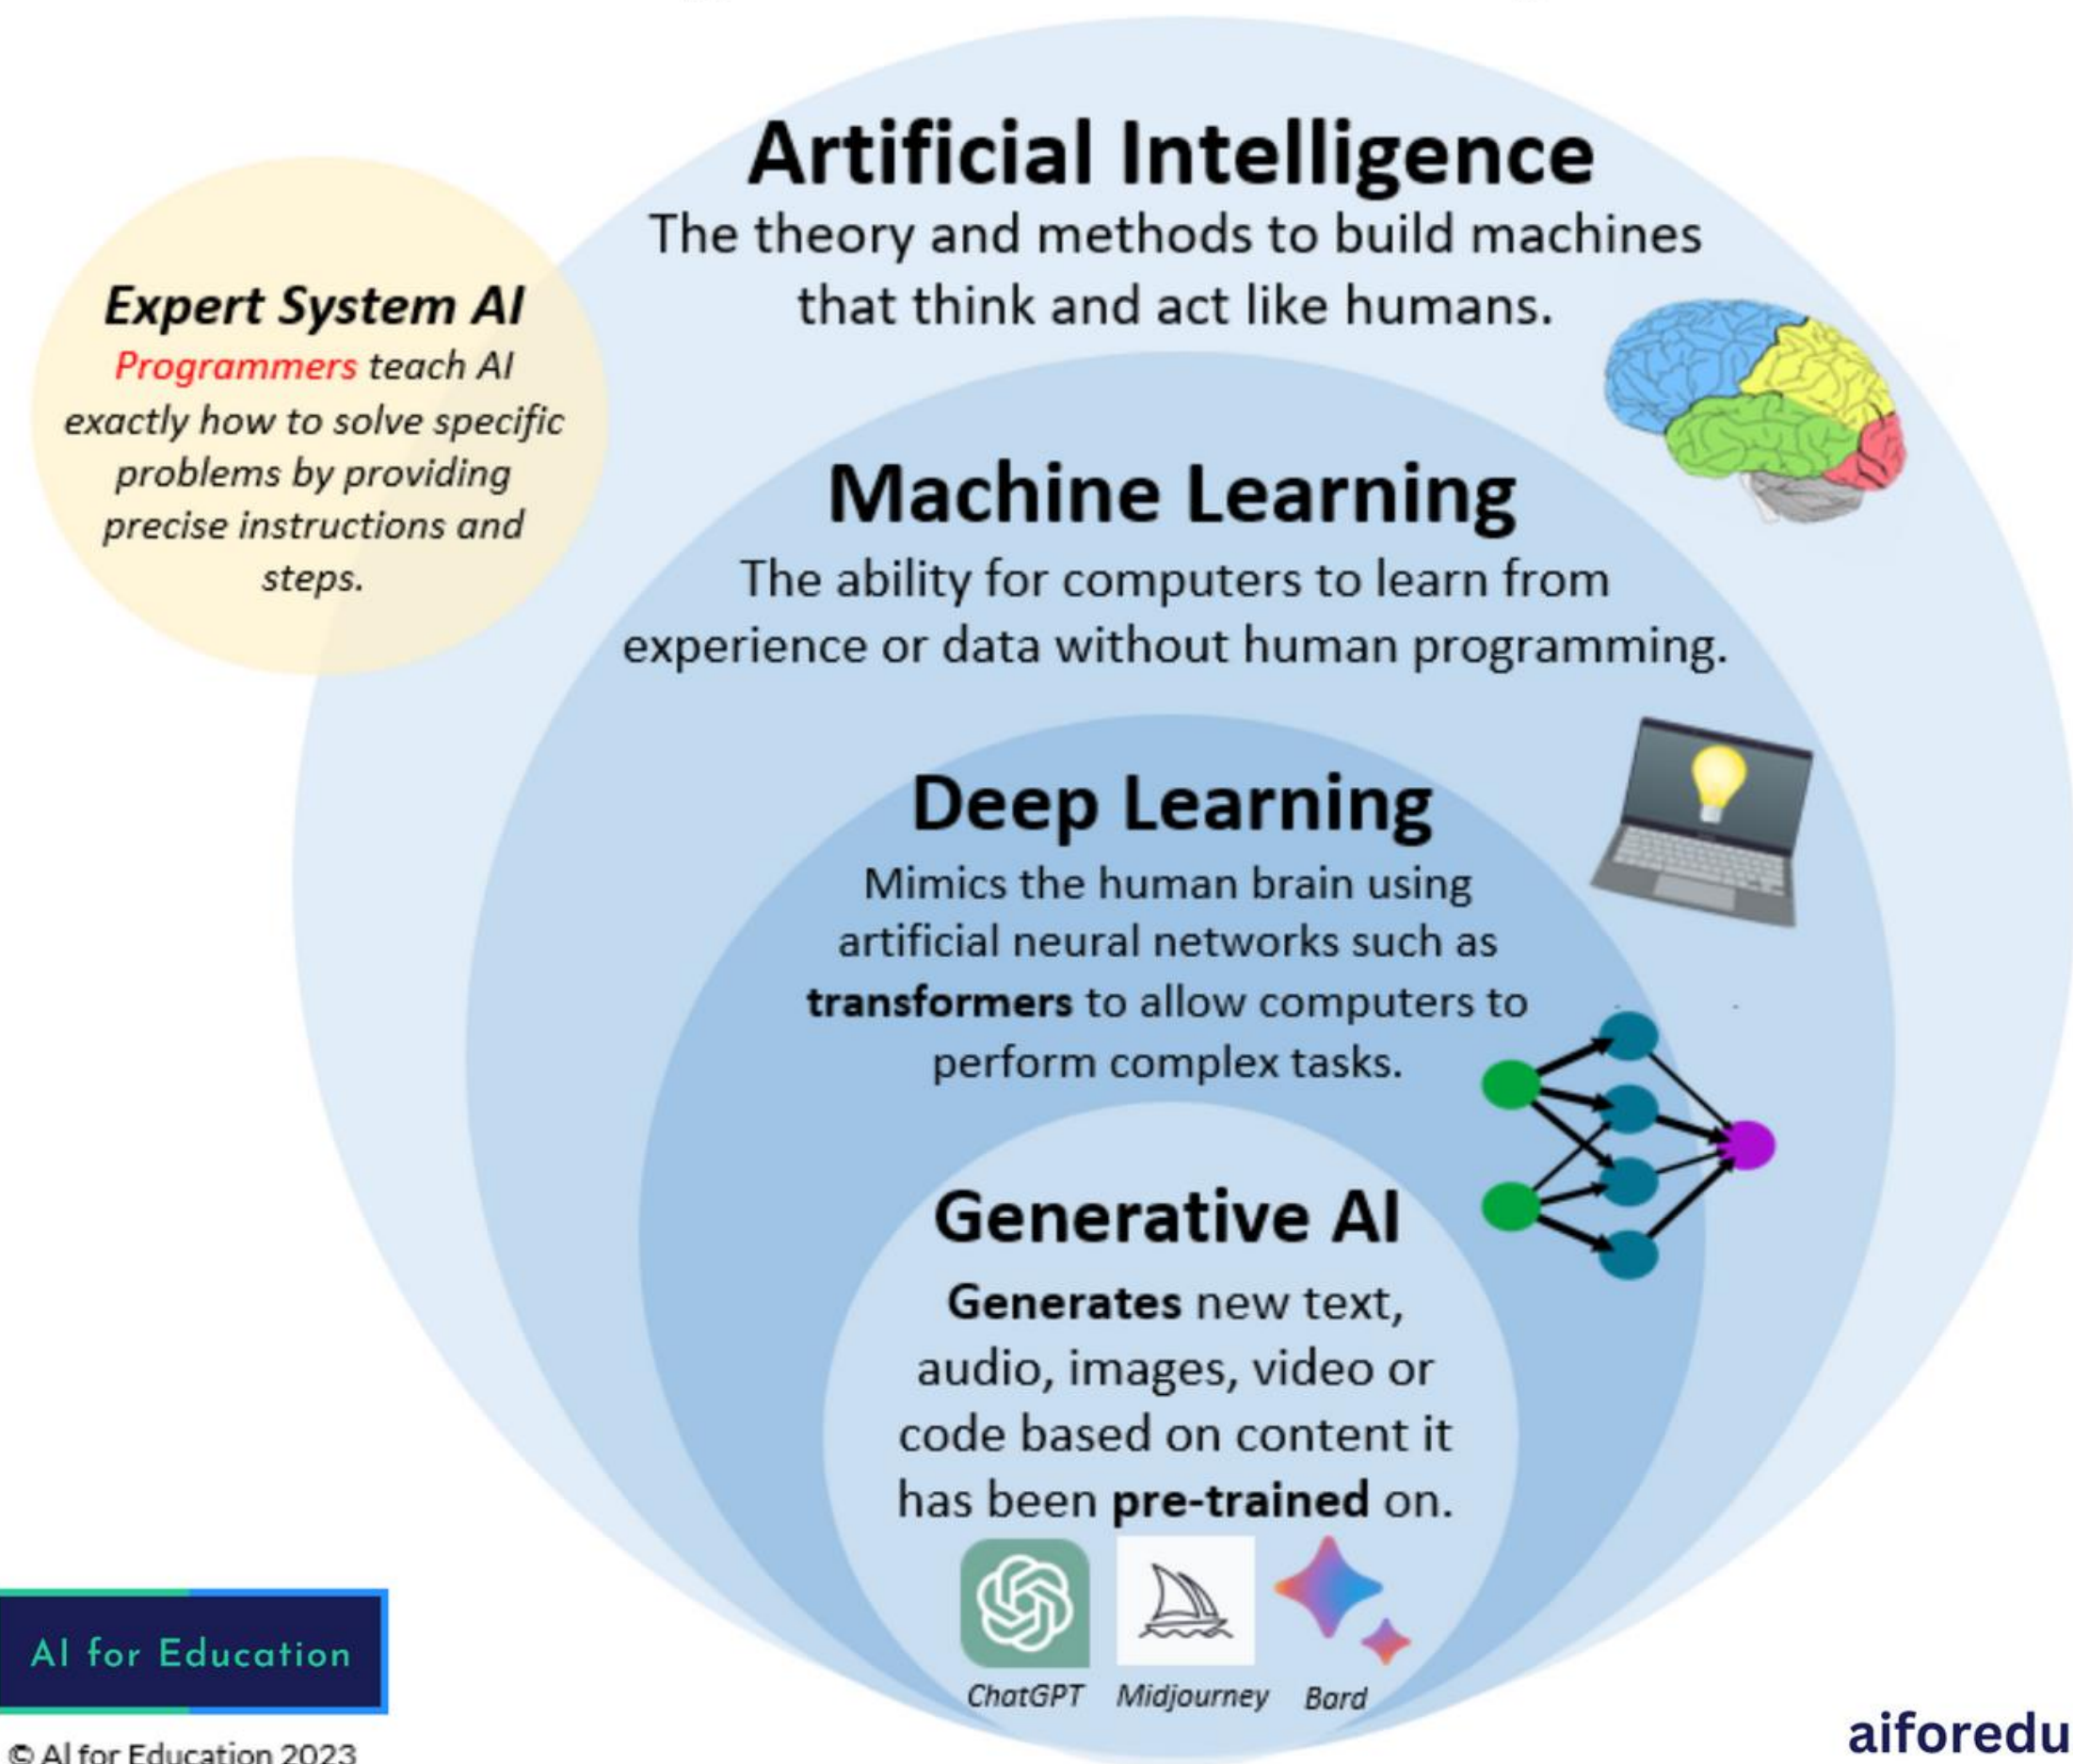 Artificial Intelligence
The theory and methods to build machines
that think and act like humans.
Expert System AI
Programmers teach AI
exactly how to solve specific
problems by providing
precise instructions and
steps.
Machine Learning
The ability for computers to learn from
experience or data without human programming.
Deep Learning
Mimics the human brain using
artificial neural networks such as
transformers to allow computers to
perform complex tasks.
Generative AI
Generates new text,
audio, images, video or
code based on content it
has been pre-trained on.
ChatGPT Midjourney Bard
AI for Education
© AI for Education 2023
aiforedu